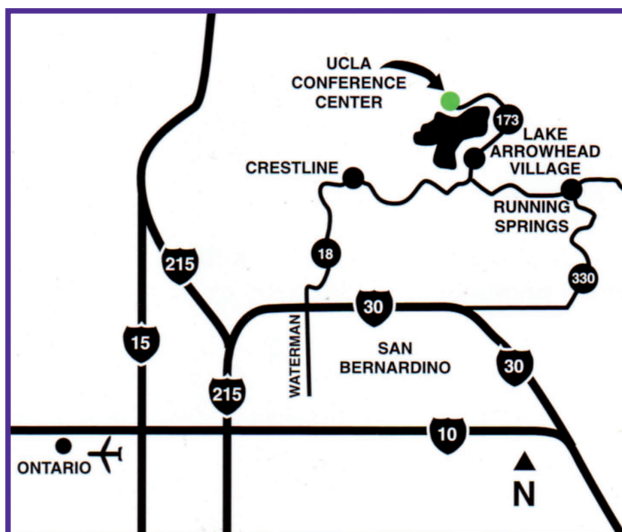 UCLA
CONFERENCE
CENTER
173
LAKE
ARROWHEAD
VILLAGE
CRESTLINE
RUNNING
SPRINGS
18
215
330
30
15
WATERMAN
SAN
BERNARDINO
30
215
10
ONTARIO
N